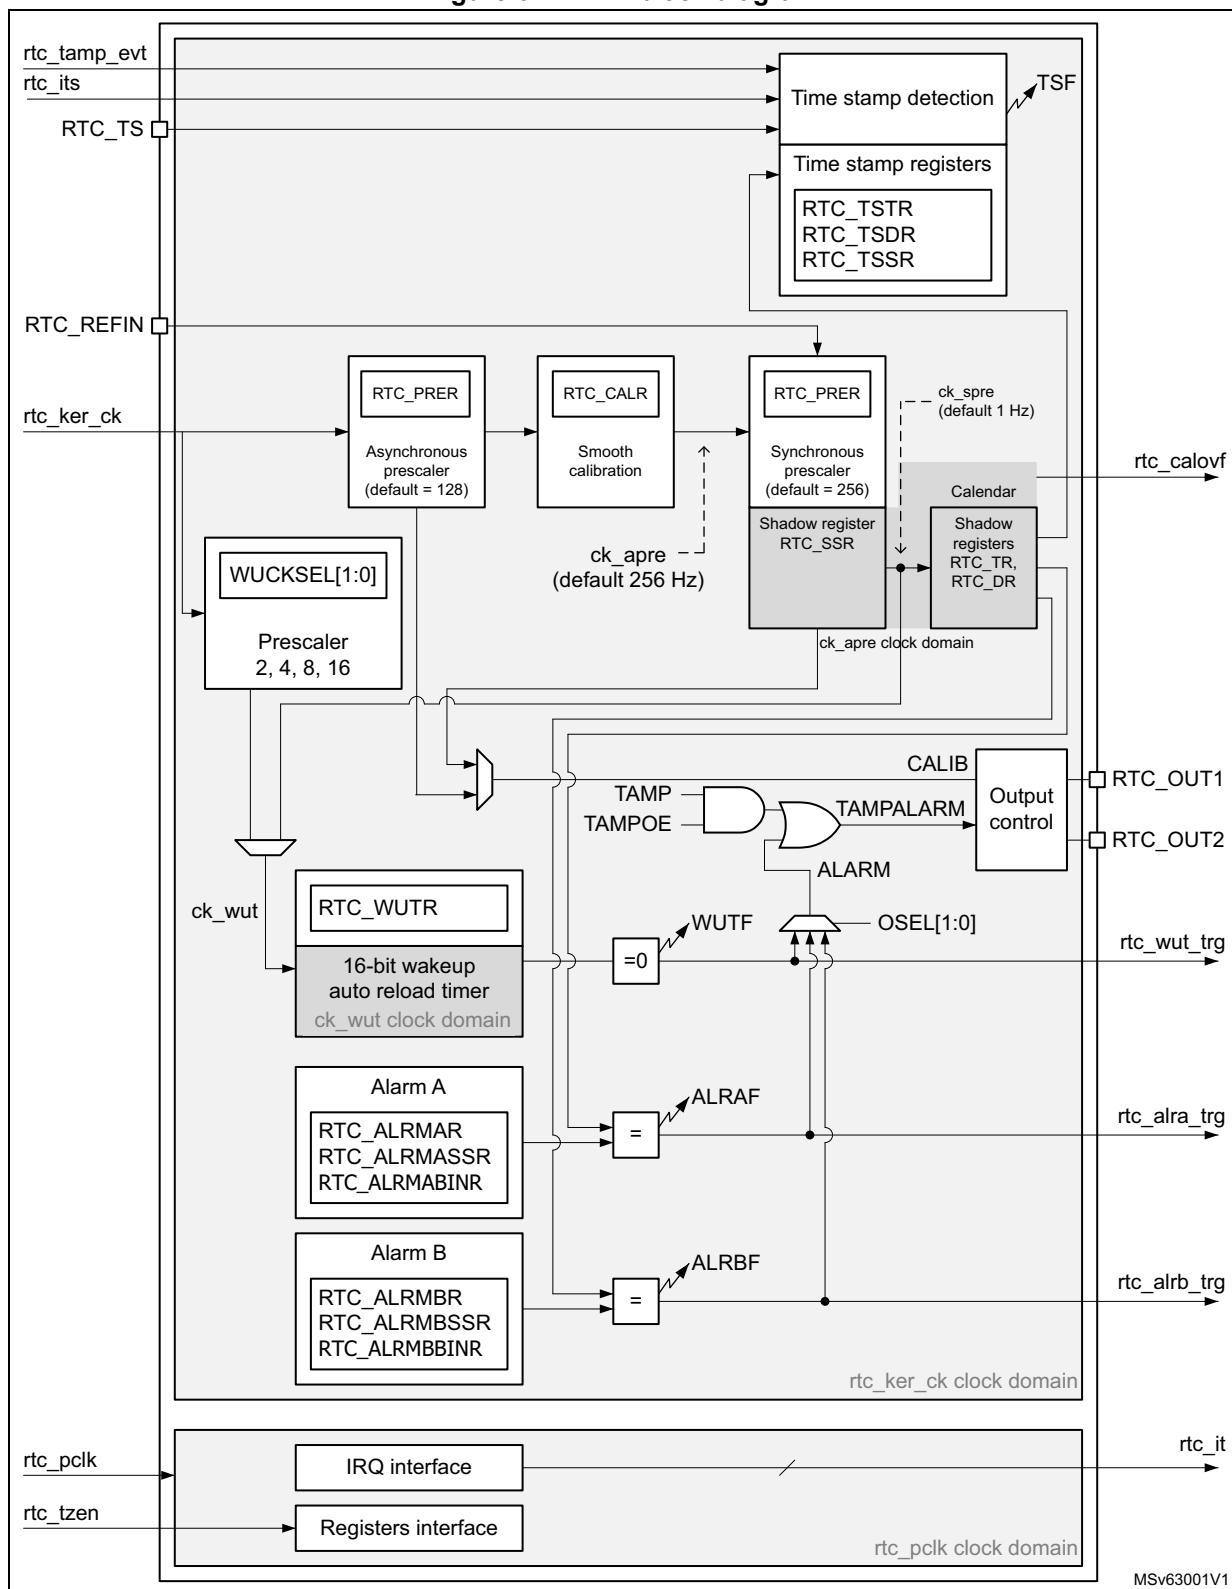 rtc_tamp_evt
rtc_its
RTC_TS
Time stamp detection
TSF
Time stamp registers
RTC_TSTR
RTC_TSDR
RTC_TSSR
RTC_REFIN
rtc_ker_ck
RTC_PRER
Asynchronous
prescaler
(default = 128)
RTC_CALR
Smooth
calibration
RTC_PRER
Synchronous
prescaler
(default = 256)
ck_spre
(default 1 Hz)
rtc_calovf
Calendar
Shadow register
RTC_SSR
Shadow
registers
RTC_TR,
RTC_DR
ck_apre
(default 256 Hz)
ck_apre clock domain
WUCKSEL[1:0]
Prescaler
2, 4, 8, 16
CALIB
TAMP
TAMPOE
TAMPALARM
Output
control
RTC_OUT1
RTC_OUT2
ALARM
OSEL[1:0]
ck_wut
RTC_WUTR
16-bit wakeup
auto reload timer
ck_wut clock domain
=0
WUTF
rtc_wut_trg
Alarm A
RTC_ALRMAR
RTC_ALRMASSR
RTC_ALRMABINR
=
ALRAF
rtc_alra_trg
Alarm B
RTC_ALRMBR
RTC_ALRMBSSR
RTC_ALRMBBINR
=
ALRBF
rtc_alrb_trg
rtc_ker_ck clock domain
rtc_pclk
IRQ interface
rtc_it
rtc_tzen
Registers interface
rtc_pclk clock domain
MSv63001V1